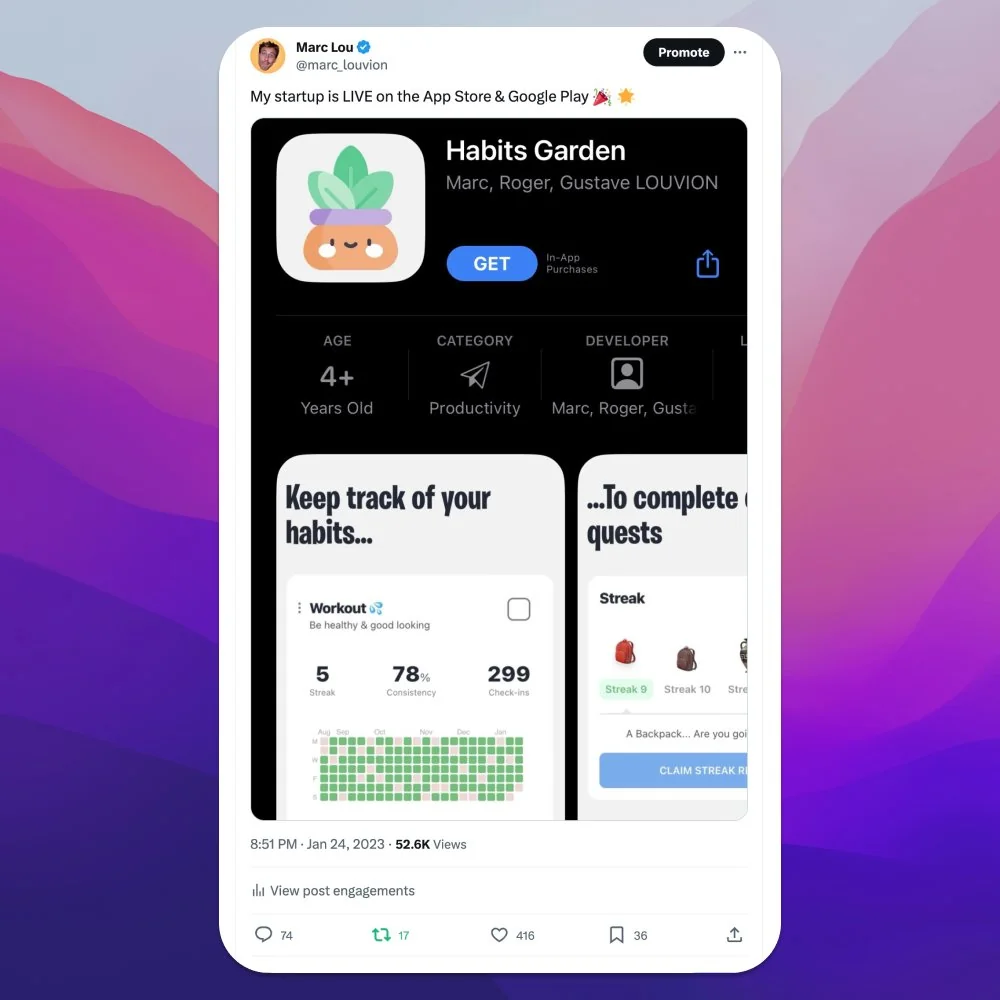 Marc Lou
@marc_louvion
Promote
My startup is LIVE on the App Store & Google Play 🎉 🌟
Habits Garden
Marc, Roger, Gustave LOUVION
GET
In-App
Purchases
AGE
4+
Years Old
CATEGORY
Productivity
DEVELOPER
Marc, Roger, Gusta
L
Keep track of your
habits...
Workout 💦
Be healthy & good looking
5
Streak
78%
Consistency
299
Check-ins
Aug Sep Oct Nov Dec Jan
M
W
F
S
...To complete
quests
Streak
Streak 9
Streak 10
Stre
A Backpack... Are you goi
CLAIM STREAK RE
8:51 PM · Jan 24, 2023 · 52.6K Views
View post engagements
74
17
416
36